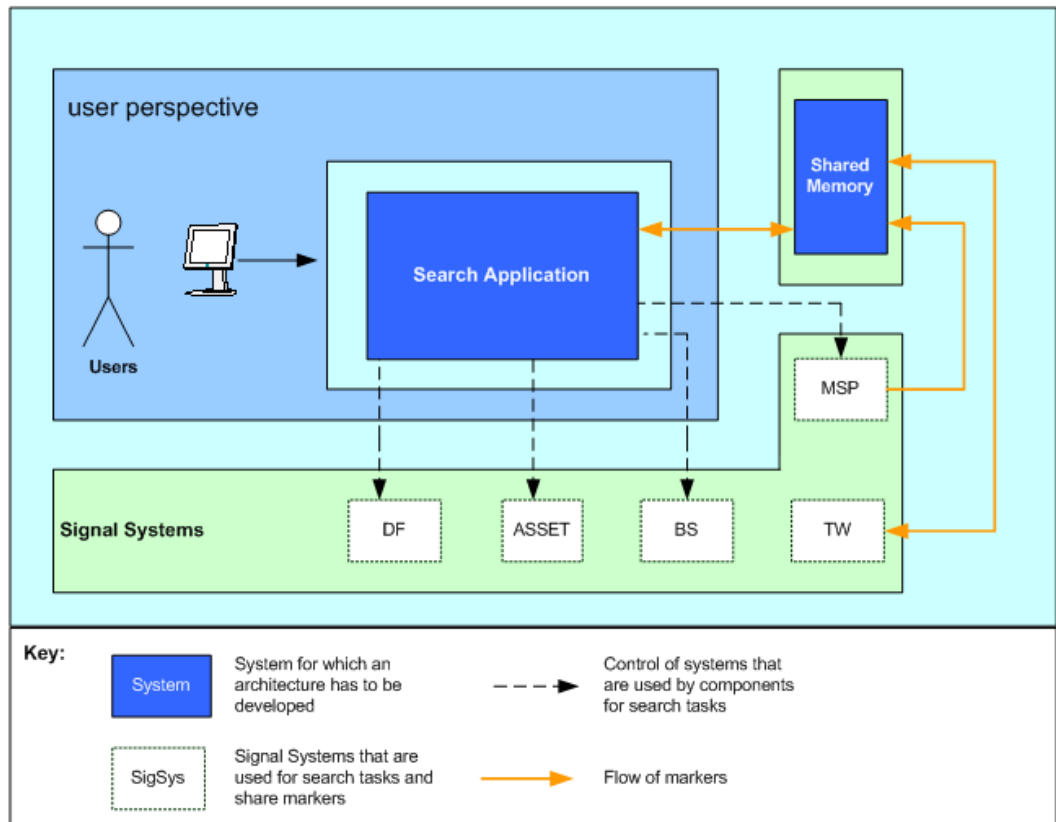 user perspective
Shared
Memory
Search Application
Users
MSP
Signal Systems
DF
ASSET
BS
TW
Key:
System
System for which an
architecture has to be
developed
Control of systems that
are used by components
for search tasks
SigSys
Signal Systems that are
used for search tasks and
share markers
Flow of markers